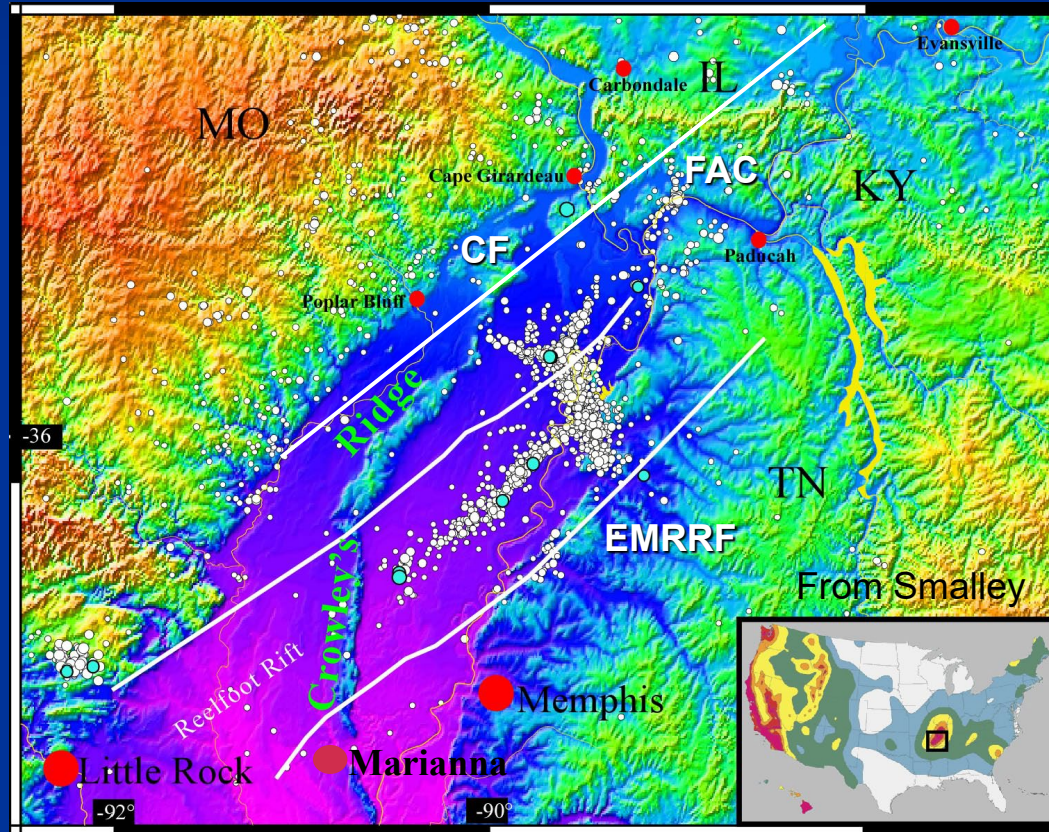 Evansville
Carbondale
IL
MO
Cape Girardeau
FAC
KY
CF
Paducah
Poplar Bluff
Ridge
-36
TN
EMRRF
Crowley's
From Smalley
Reelfoot Rift
Memphis
Marianna
Little Rock
-92°
-90°